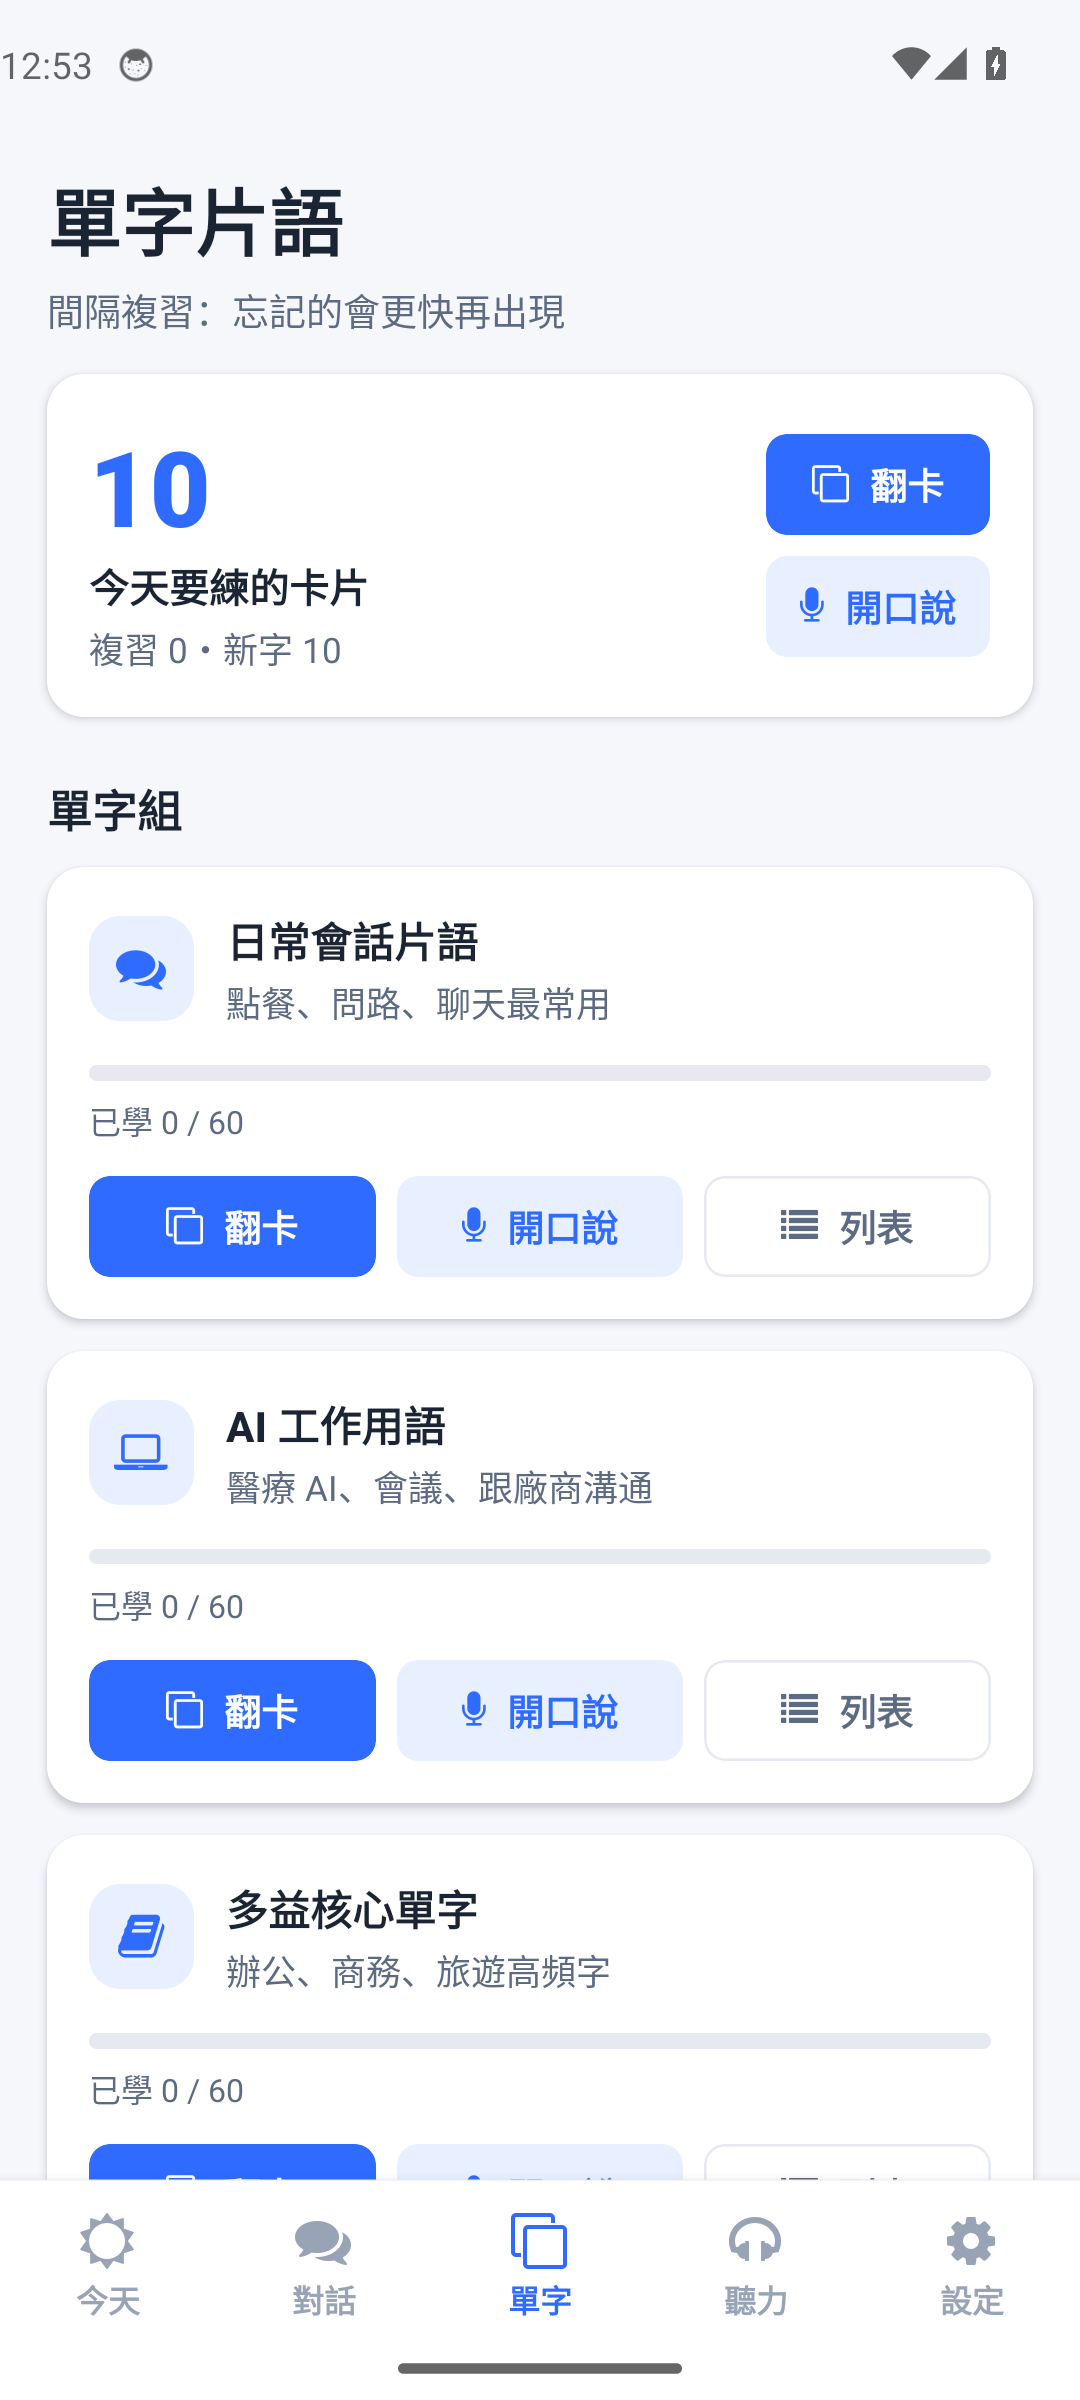 12:53
單字片語
間隔複習：忘記的會更快再出現
10
翻卡
今天要練的卡片
開口說
複習 0・新字 10
單字組
日常會話片語
點餐、問路、聊天最常用
已學 0 / 60
翻卡
開口說
列表
AI 工作用語
醫療 AI、會議、跟廠商溝通
已學 0 / 60
翻卡
開口說
列表
多益核心單字
辦公、商務、旅遊高頻字
已學 0 / 60
今天
對話
單字
聽力
設定